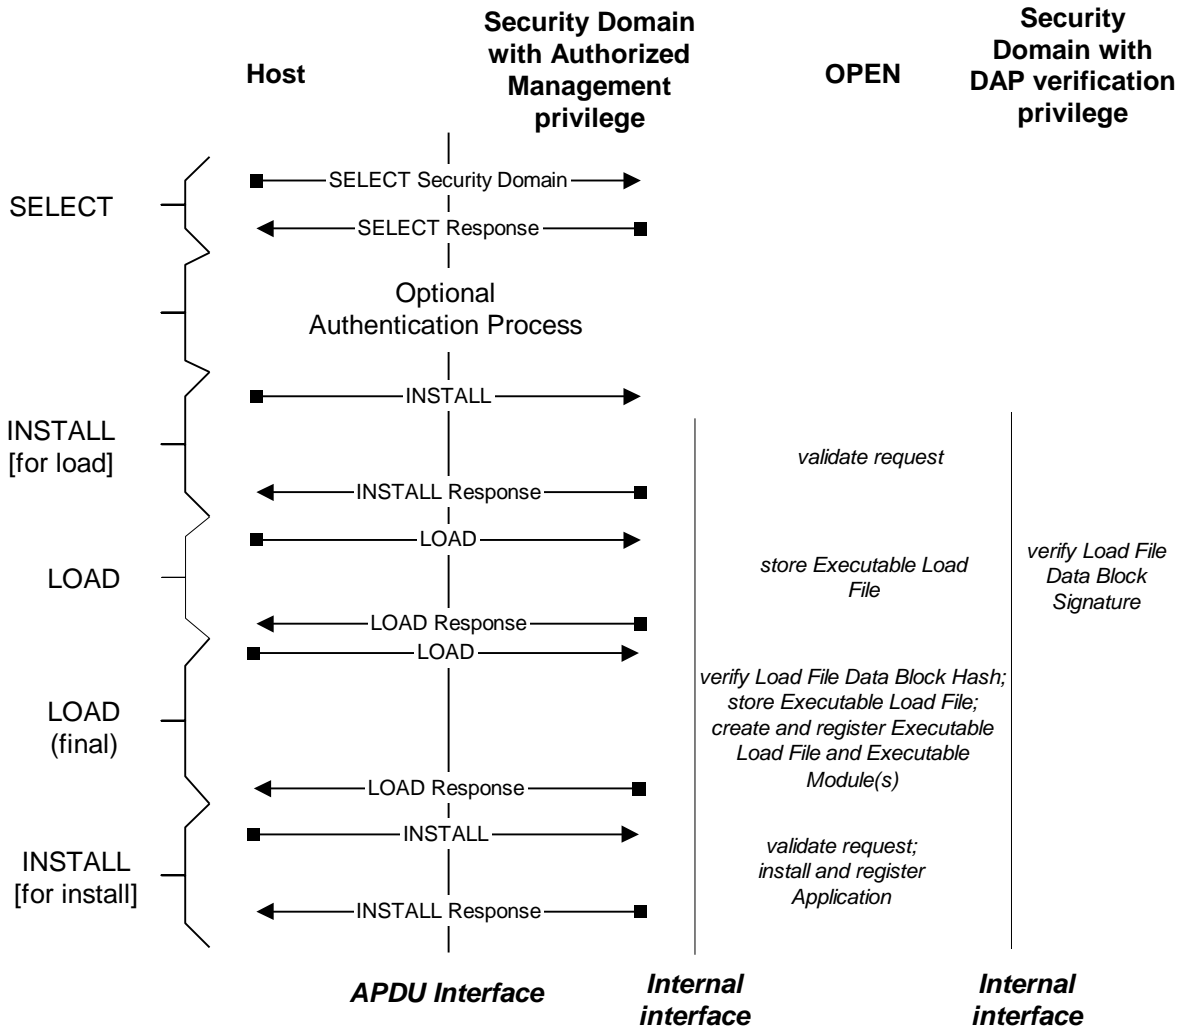 Host
Security Domain
with Authorized
Management
privilege
OPEN
Security
Domain with
DAP verification
privilege
SELECT
SELECT Security Domain
SELECT Response
Optional
Authentication Process
INSTALL
[for load]
INSTALL
validate request
INSTALL Response
LOAD
LOAD
store Executable Load
File
verify Load File
Data Block
Signature
LOAD Response
LOAD
(final)
LOAD
verify Load File Data Block Hash;
store Executable Load File;
create and register Executable
Load File and Executable
Module(s)
LOAD Response
INSTALL
[for install]
INSTALL
validate request;
install and register
Application
INSTALL Response
APDU Interface
Internal
interface
Internal
interface